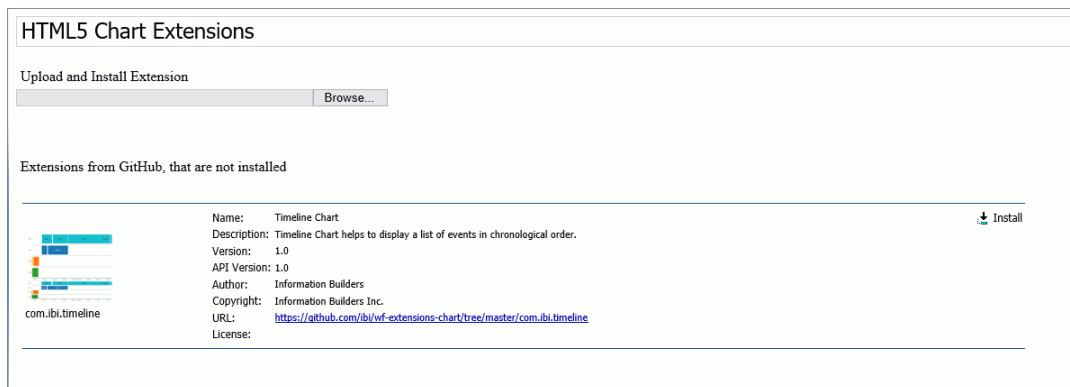 HTML5 Chart Extensions
Upload and Install Extension
Browse...
Extensions from GitHub, that are not installed
Name: Timeline Chart
Install
Description: Timeline Chart helps to display a list of events in chronological order.
Version: 1.0
API Version: 1.0
Author: Information Builders
Copyright: Information Builders Inc.
URL: https://github.com/ibi/wf-extensions-chart/tree/master/com.ibi.timeline
License:
com.ibi.timeline